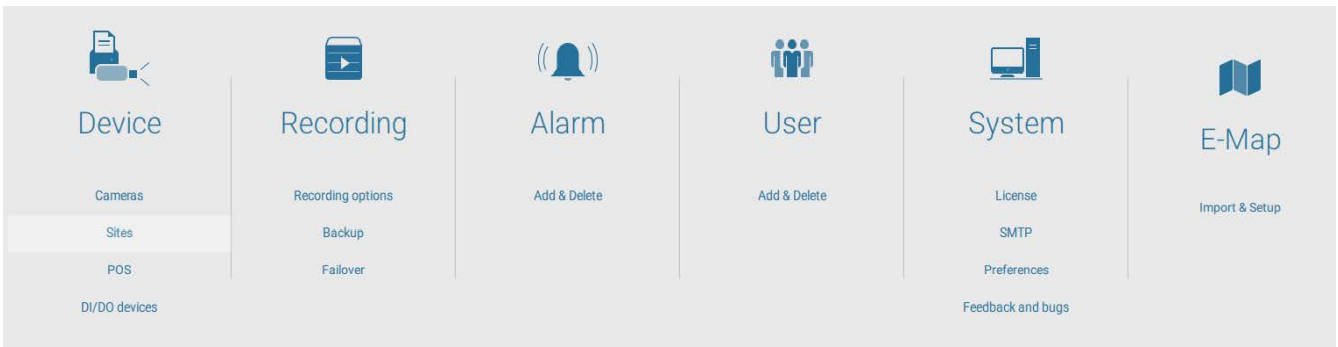 Device
Cameras
Sites
POS
DI/DO devices
Recording
Recording options
Backup
Failover
Alarm
Add & Delete
User
Add & Delete
System
License
SMTP
Preferences
Feedback and bugs
E-Map
Import & Setup